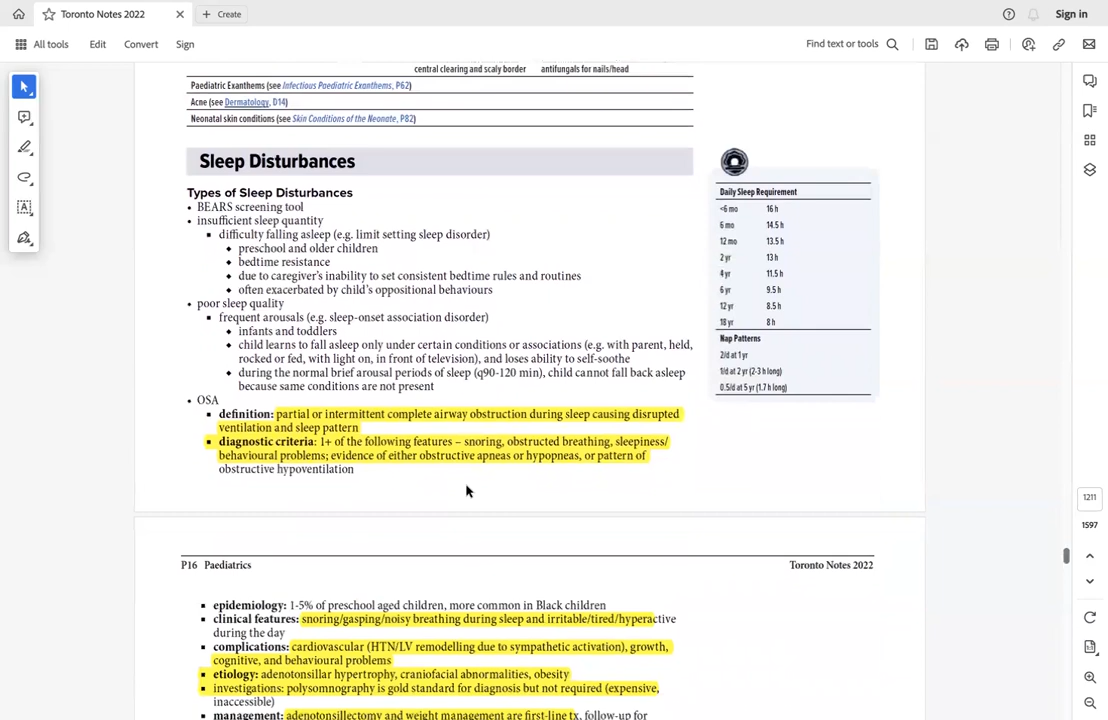 Toronto Notes 2022
Create
Sign in
All tools
Edit
Convert
Sign
Find text or tools
central clearing and scaly border
antifungals for nails/head
Paediatric Exanthems (see Infectious Paediatric Exanthems, P62)
Acne (see Dermatology, D14)
Neonatal skin conditions (see Skin Conditions of the Neonate, P82)
Sleep Disturbances
Types of Sleep Disturbances
• BEARS screening tool
• insufficient sleep quantity
▪ difficulty falling asleep (e.g. limit setting sleep disorder)
◆ preschool and older children
◆ bedtime resistance
◆ due to caregiver's inability to set consistent bedtime rules and routines
◆ often exacerbated by child's oppositional behaviours
• poor sleep quality
▪ frequent arousals (e.g. sleep-onset association disorder)
◆ infants and toddlers
◆ child learns to fall asleep only under certain conditions or associations (e.g. with parent, held,
rocked or fed, with light on, in front of television), and loses ability to self-soothe
◆ during the normal brief arousal periods of sleep (q90-120 min), child cannot fall back asleep
because same conditions are not present
• OSA
▪ definition: partial or intermittent complete airway obstruction during sleep causing disrupted
ventilation and sleep pattern
▪ diagnostic criteria: 1+ of the following features – snoring, obstructed breathing, sleepiness/
behavioural problems; evidence of either obstructive apneas or hypopneas, or pattern of
obstructive hypoventilation
Daily Sleep Requirement
<6 mo 16 h
6 mo 14.5 h
12 mo 13.5 h
2 yr 13 h
4 yr 11.5 h
6 yr 9.5 h
12 yr 8.5 h
18 yr 8 h
Nap Patterns
2/d at 1 yr
1/d at 2 yr (2-3 h long)
0.5/d at 5 yr (1.7 h long)
1211
1597
P16 Paediatrics
Toronto Notes 2022
▪ epidemiology: 1-5% of preschool aged children, more common in Black children
▪ clinical features: snoring/gasping/noisy breathing during sleep and irritable/tired/hyperactive
during the day
▪ complications: cardiovascular (HTN/LV remodelling due to sympathetic activation), growth,
cognitive, and behavioural problems
▪ etiology: adenotonsillar hypertrophy, craniofacial abnormalities, obesity
▪ investigations: polysomnography is gold standard for diagnosis but not required (expensive,
inaccessible)
▪ management: adenotonsillectomy and weight management are first-line tx, follow-up for